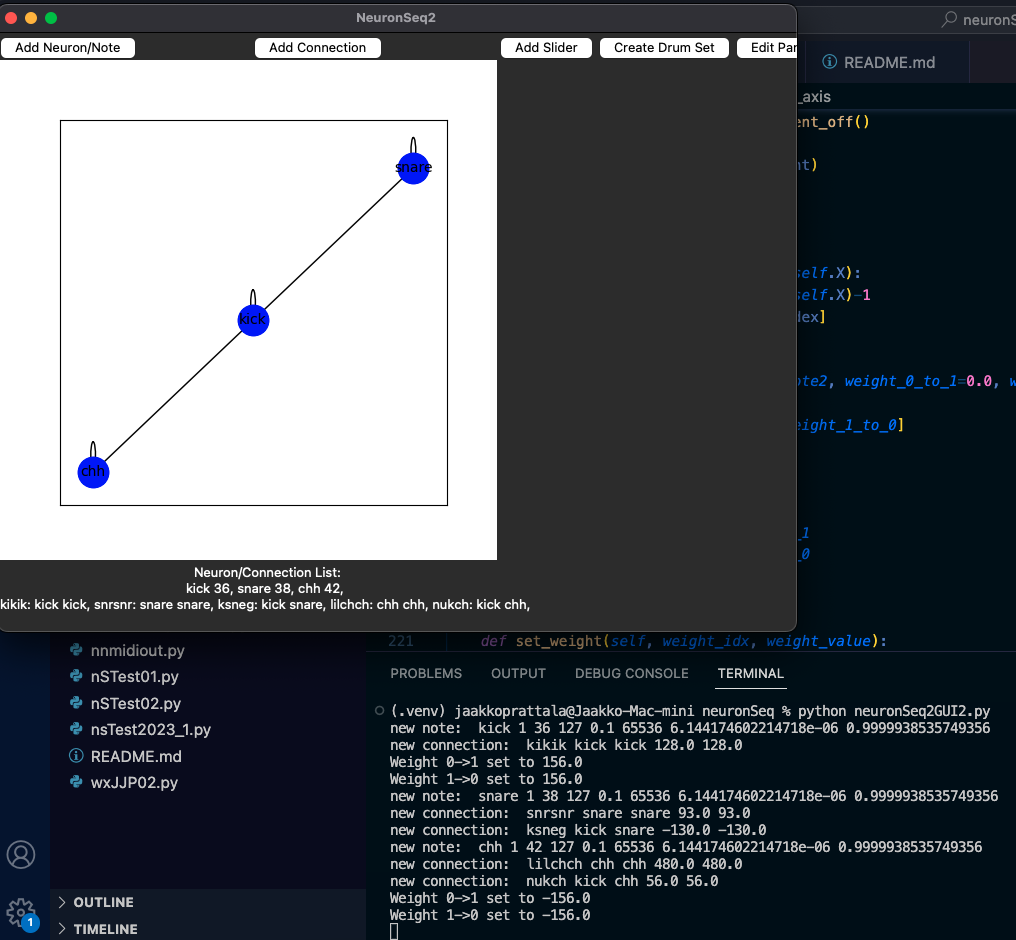 NeuronSeq2
neuronS
Add Neuron/Note
Add Connection
Add Slider
Create Drum Set
Edit Par
README.md
_axis
ent_off()
nt)
snare
kick
chh
self.X):
self.X)-1
dex]
ote2, weight_0_to_1=0.0, w
eight_1_to_0]
_1
_0
Neuron/Connection List:
kick 36, snare 38, chh 42,
kikik: kick kick, snrsnr: snare snare, ksneg: kick snare, lilchch: chh chh, nukch: kick chh,
221 def set_weight(self, weight_idx, weight_value):
nnmidiout.py
nSTest01.py
nSTest02.py
nsTest2023_1.py
README.md
wxJJP02.py
1
OUTLINE
TIMELINE
PROBLEMS
OUTPUT
DEBUG CONSOLE
TERMINAL
(.venv) jaakkoprattala@Jaakko-Mac-mini neuronSeq % python neuronSeq2GUI2.py
new note:  kick 1 36 127 0.1 65536 6.144174602214718e-06 0.9999938535749356
new connection:  kikik kick kick 128.0 128.0
Weight 0->1 set to 156.0
Weight 1->0 set to 156.0
new note:  snare 1 38 127 0.1 65536 6.144174602214718e-06 0.9999938535749356
new connection:  snrsnr snare snare 93.0 93.0
new connection:  ksneg kick snare -130.0 -130.0
new note:  chh 1 42 127 0.1 65536 6.144174602214718e-06 0.9999938535749356
new connection:  lilchch chh chh 480.0 480.0
new connection:  nukch kick chh 56.0 56.0
Weight 0->1 set to -156.0
Weight 1->0 set to -156.0